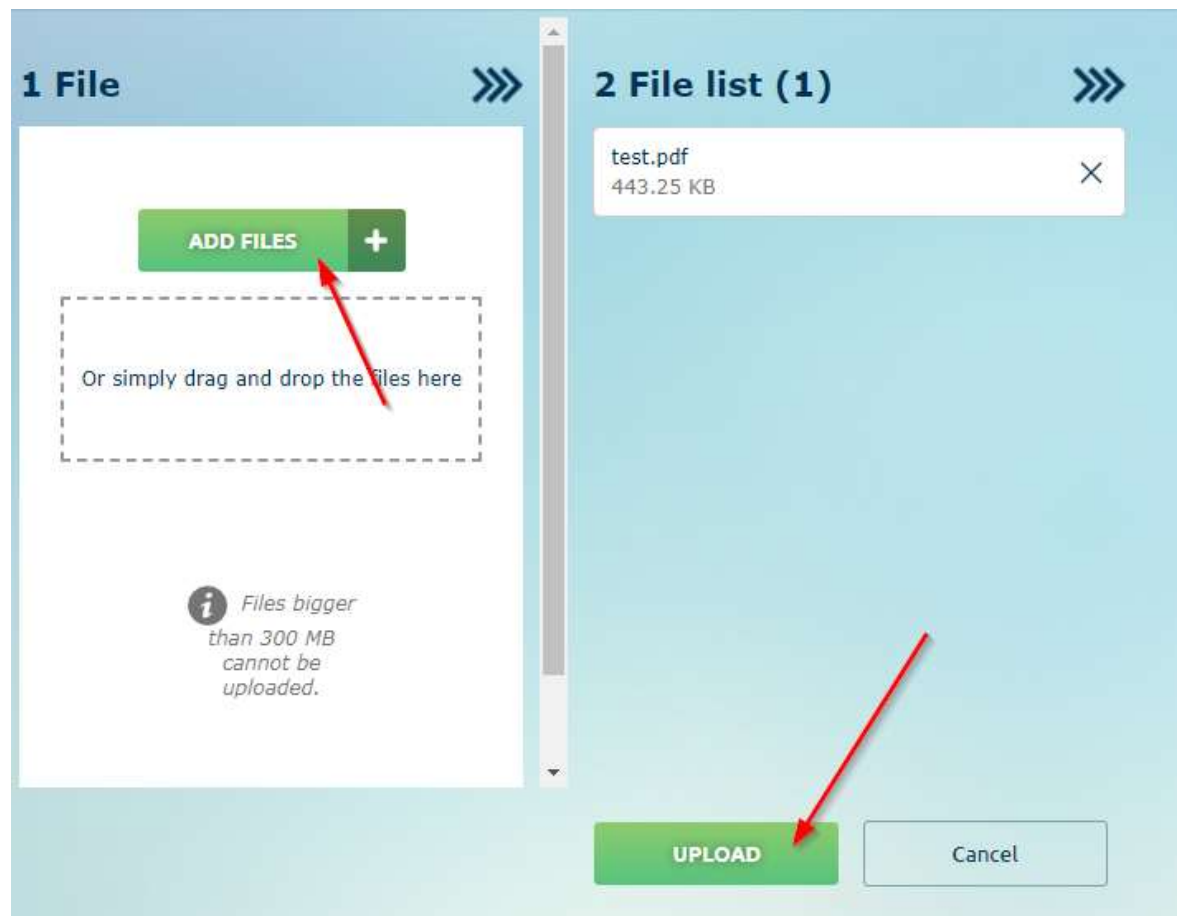 1 File
ADD FILES +
Or simply drag and drop the files here
i Files bigger
than 300 MB
cannot be
uploaded.
2 File list (1)
test.pdf
443.25 KB
UPLOAD
Cancel